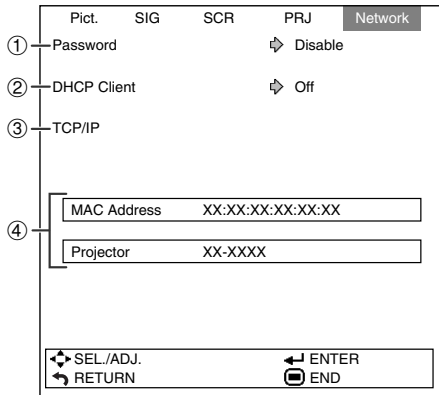 Pict. SIG SCR PRJ Network
① Password Disable
② DHCP Client Off
③ TCP/IP
④
MAC Address XX:XX:XX:XX:XX:XX
Projector XX-XXXX
SEL./ADJ. ENTER
RETURN END